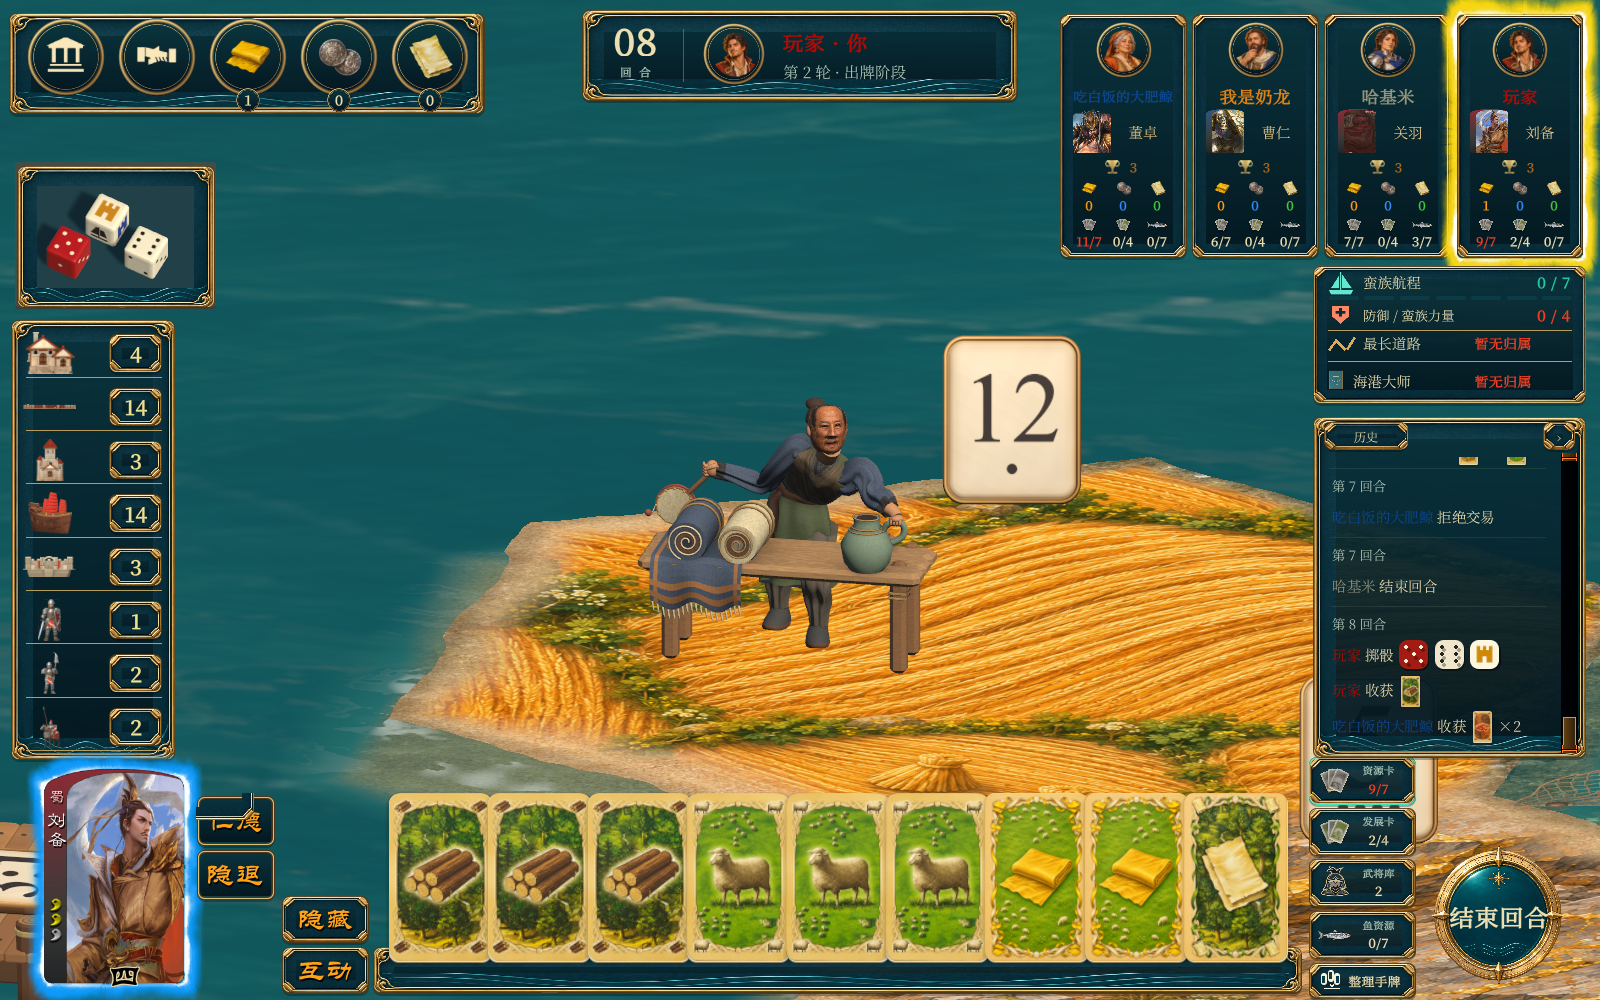 1
0
0
08
回合
玩家·你
第 2 轮·出牌阶段
吃白饭的大肥鲸
董卓
3
0 0 0
11/7 0/4 0/7
我是奶龙
曹仁
3
0 0 0
6/7 0/4 0/7
哈基米
关羽
3
0 0 0
7/7 0/4 3/7
玩家
刘备
3
1 0 0
9/7 2/4 0/7
蛮族航程 0 / 7
防御 / 蛮族力量 0 / 4
最长道路 暂无归属
海港大师 暂无归属
4
14
3
14
3
1
2
2
12
历史
›
第 7 回合
吃白饭的大肥鲸 拒绝交易
第 7 回合
哈基米 结束回合
第 8 回合
玩家 掷骰
玩家 收获
吃白饭的大肥鲸 收获 ×2
蜀
刘备
四
仁德
隐退
隐藏
互动
资源卡
9/7
发展卡
2/4
武将库
2
鱼资源
0/7
整理手牌
结束回合